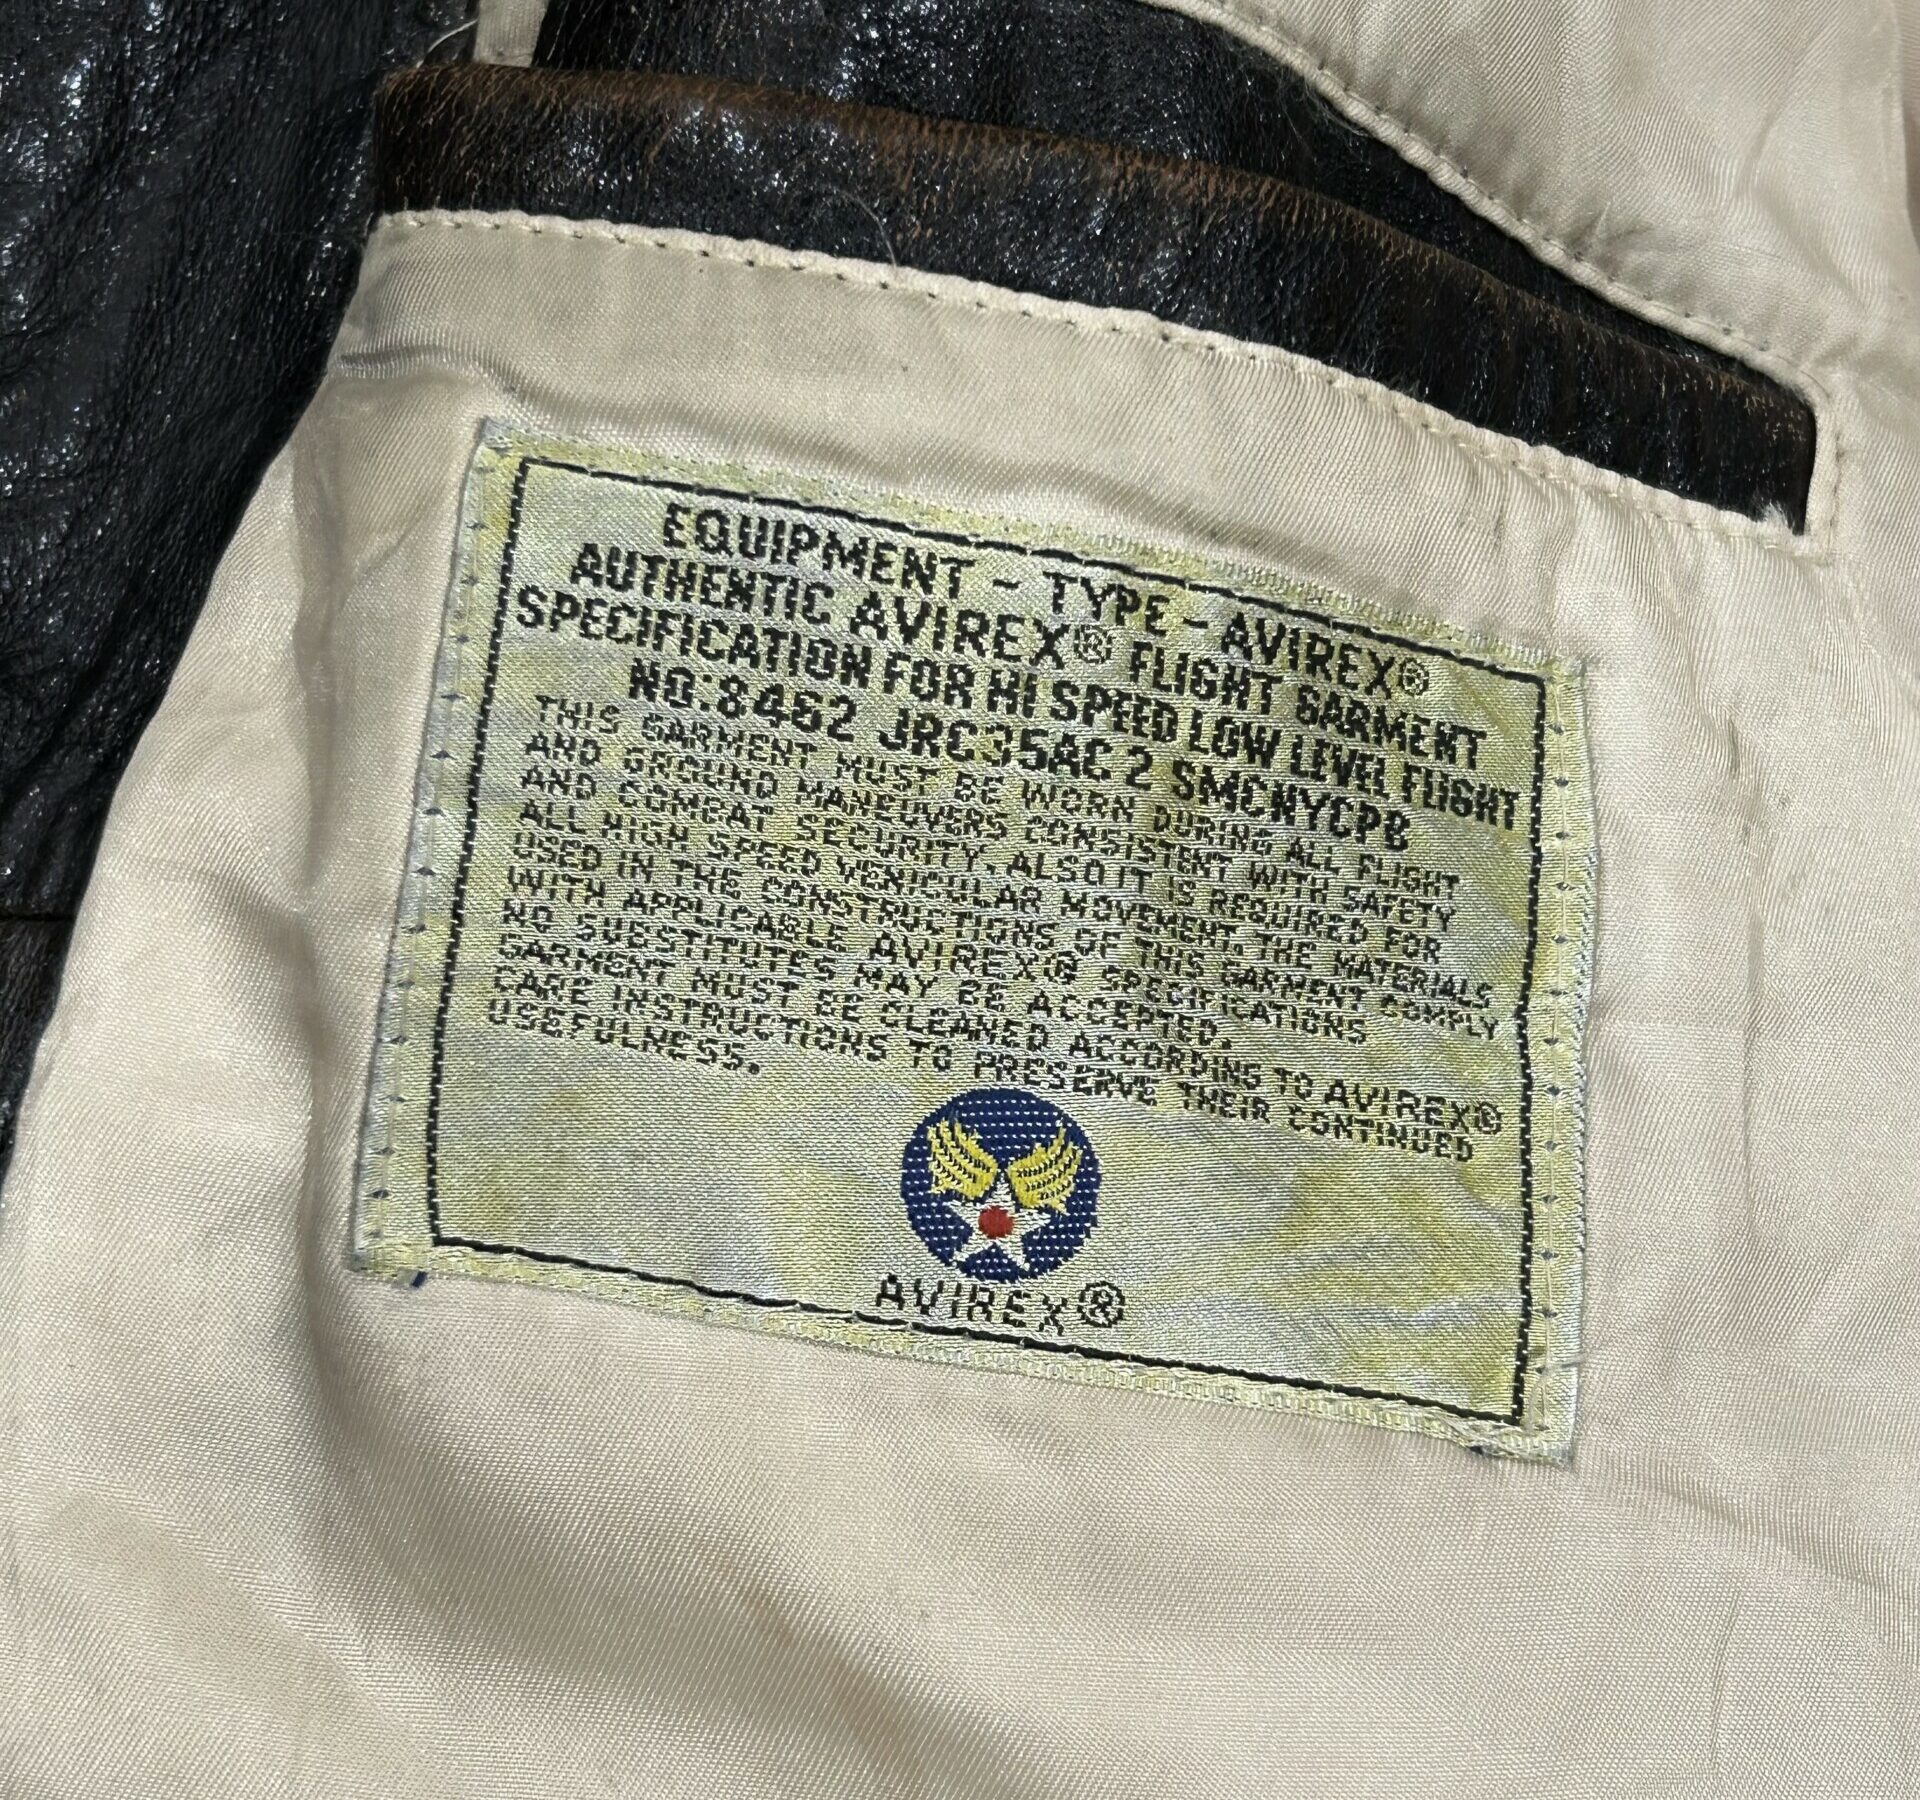 EQUIPMENT - TYPE - AVIREX®
AUTHENTIC AVIREX® FLIGHT GARMENT
SPECIFICATION FOR HI SPEED LOW LEVEL FLIGHT
NO:8462 JRC35AC2 SMCNYCPB
THIS GARMENT MUST BE WORN DURING ALL FLIGHT
AND GROUND MANEUVERS CONSISTENT WITH SAFETY
AND COMBAT SECURITY. ALSO IT IS REQUIRED FOR
ALL HIGH SPEED VEHICULAR MOVEMENT. THE MATERIALS
USED IN THE CONSTRUCTIONS OF THIS GARMENT COMPLY
WITH APPLICABLE AVIREX® SPECIFICATIONS
NO SUBSTITUTES MAY BE ACCEPTED.
GARMENT MUST BE CLEANED ACCORDING TO AVIREX®
CARE INSTRUCTIONS TO PRESERVE THEIR CONTINUED
USEFULNESS.
AVIREX®